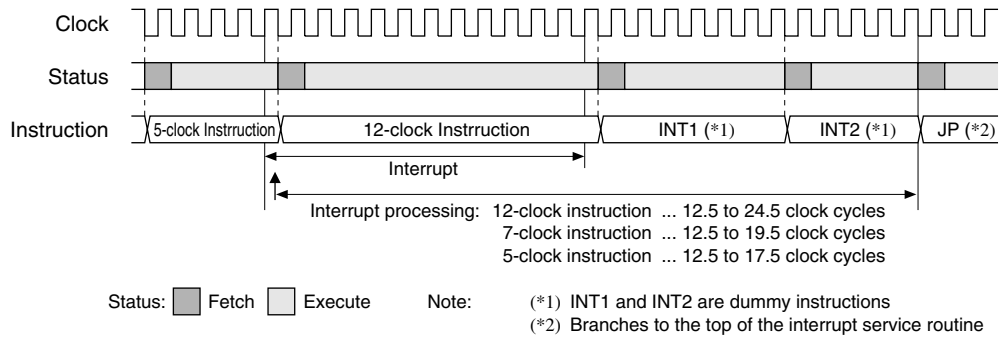 Clock
Status
Instruction
5-clock Instrruction
12-clock Instrruction
INT1 (*1)
INT2 (*1)
JP (*2)
Interrupt
Interrupt processing: 12-clock instruction ... 12.5 to 24.5 clock cycles
7-clock instruction ... 12.5 to 19.5 clock cycles
5-clock instruction ... 12.5 to 17.5 clock cycles
Status: Fetch Execute Note: (*1) INT1 and INT2 are dummy instructions
(*2) Branches to the top of the interrupt service routine